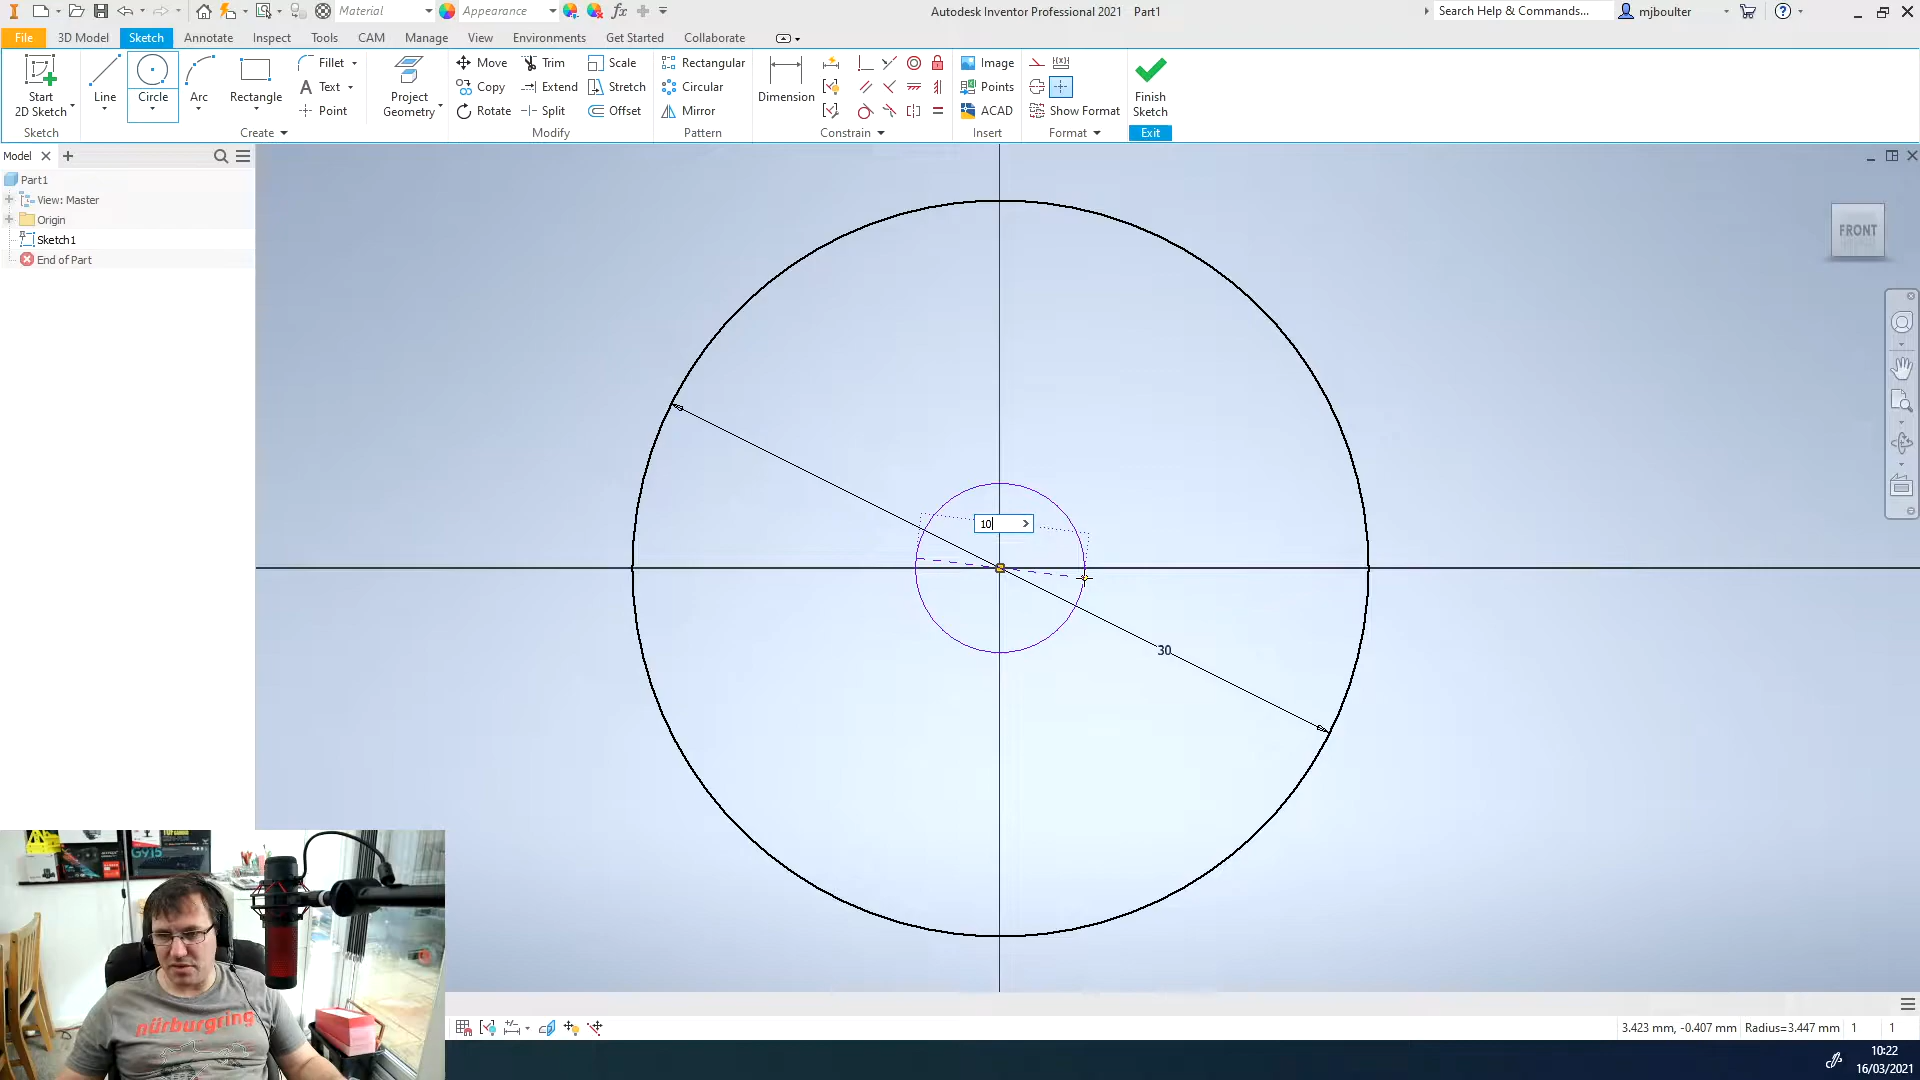 Material
Appearance
Autodesk Inventor Professional 2021 Part1
Search Help & Commands...
mjboulter
File 3D Model Sketch Annotate Inspect Tools CAM Manage View Environments Get Started Collaborate
Start
2D Sketch
Line
Circle
Arc
Rectangle
Fillet
Text
Point
Project
Geometry
Move
Copy
Rotate
Trim
Extend
Split
Scale
Stretch
Offset
Rectangular
Circular
Mirror
Dimension
Image
Points
ACAD
Show Format
Finish
Sketch
Sketch Create Modify Pattern Constrain Insert Format Exit
Model
Part1
View: Master
Origin
Sketch1
End of Part
FRONT
10
30
G915
nürburgring
3.423 mm, -0.407 mm Radius=3.447 mm 1 1
10:22
16/03/2021